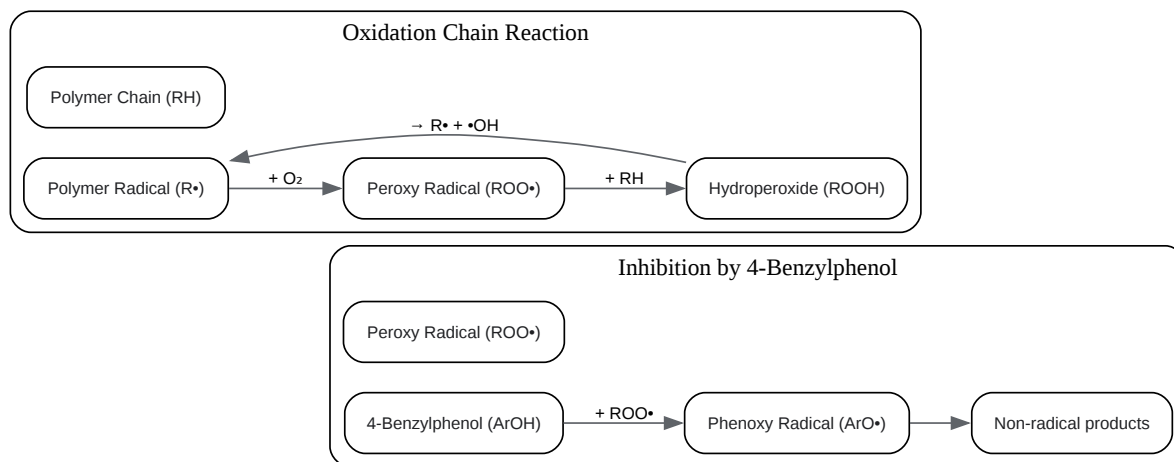 Oxidation Chain Reaction
Polymer Chain (RH)
→ R• + •OH
Polymer Radical (R•)
+ O₂
Peroxy Radical (ROO•)
+ RH
Hydroperoxide (ROOH)
Inhibition by 4-Benzylphenol
Peroxy Radical (ROO•)
4-Benzylphenol (ArOH)
+ ROO•
Phenoxy Radical (ArO•)
Non-radical products